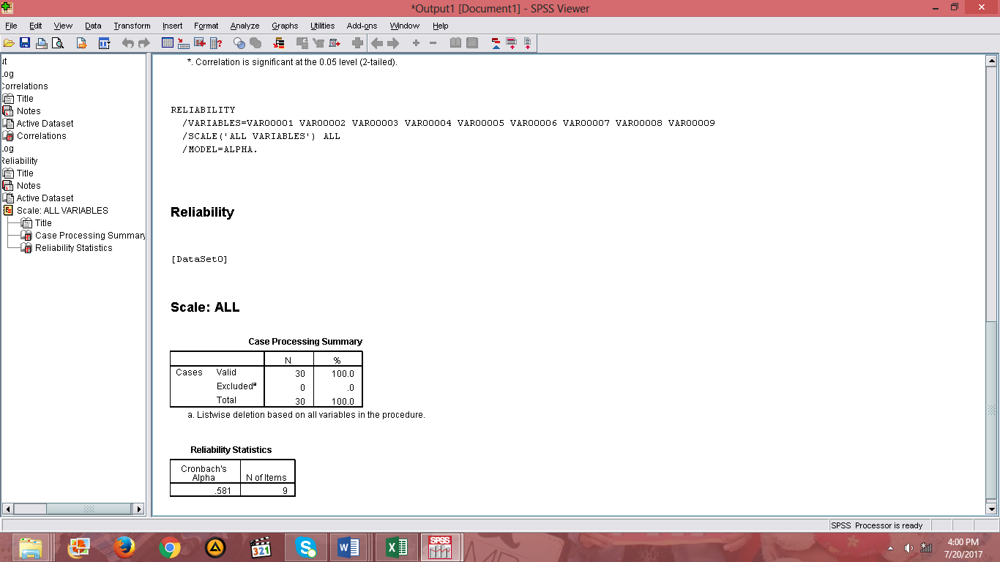 *Output1 [Document1] - SPSS Viewer
File Edit View Data Transform Insert Format Analyze Graphs Utilities Add-ons Window Help
ut
Log
Correlations
Title
Notes
Active Dataset
Correlations
Log
Reliability
Title
Notes
Active Dataset
Scale: ALL VARIABLES
Title
Case Processing Summary
Reliability Statistics
*. Correlation is significant at the 0.05 level (2-tailed).
RELIABILITY
/VARIABLES=VAR00001 VAR00002 VAR00003 VAR00004 VAR00005 VAR00006 VAR00007 VAR00008 VAR00009
/SCALE('ALL VARIABLES') ALL
/MODEL=ALPHA.
Reliability
[DataSet0]
Scale: ALL
Case Processing Summary
N %
Cases Valid 30 100.0
Excludedª 0 .0
Total 30 100.0
a. Listwise deletion based on all variables in the procedure.
Reliability Statistics
Cronbach's
Alpha N of Items
.581 9
SPSS Processor is ready
321
SPSS
4:00 PM
7/20/2017